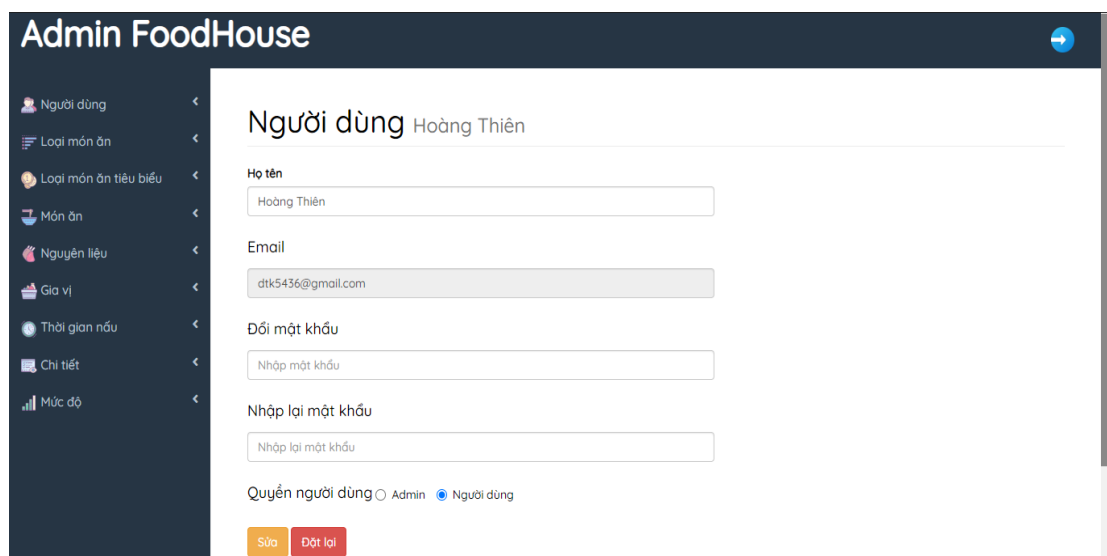 Admin FoodHouse
Người dùng
Loại món ăn
Loại món ăn tiêu biểu
Món ăn
Nguyên liệu
Gia vị
Thời gian nấu
Chi tiết
Mức độ
Người dùng Hoàng Thiên
Họ tên
Hoàng Thiên
Email
dtk5436@gmail.com
Đổi mật khẩu
Nhập mật khẩu
Nhập lại mật khẩu
Nhập lại mật khẩu
Quyền người dùng Admin Người dùng
Sửa Đặt lại